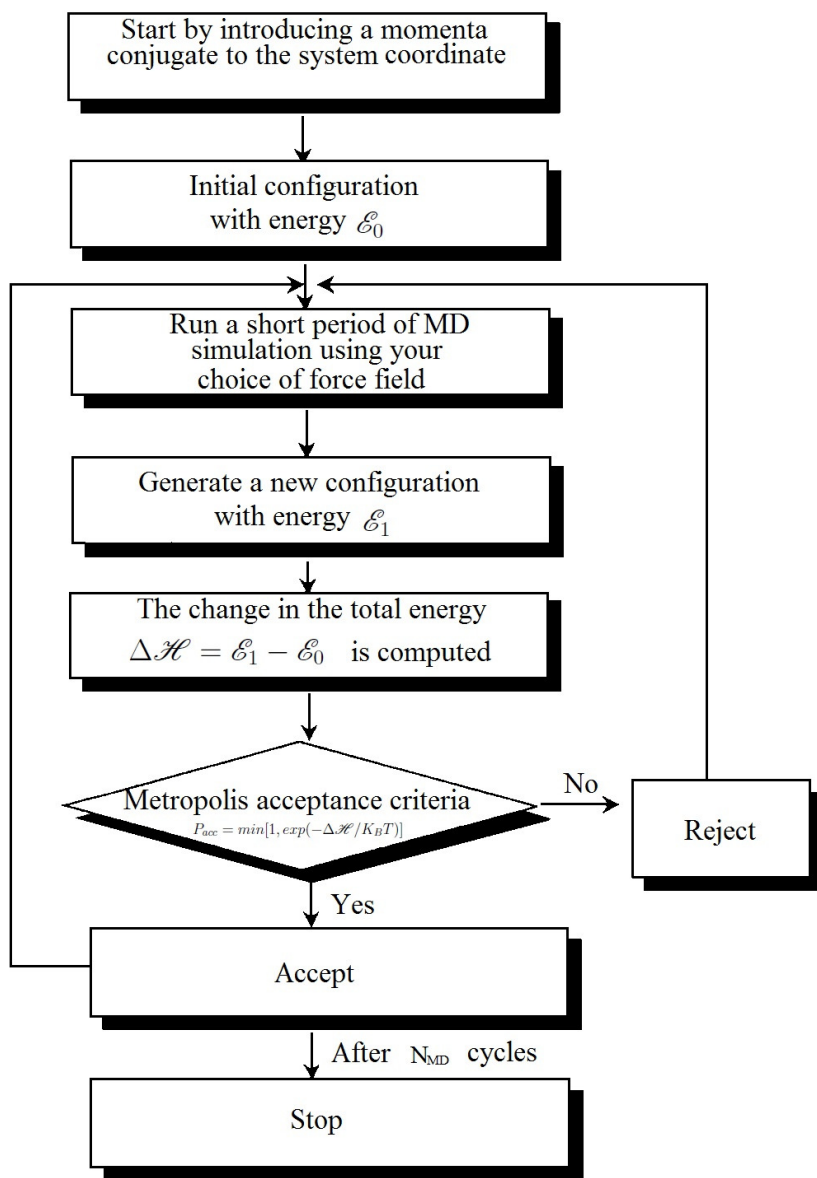 Start by introducing a momenta
conjugate to the system coordinate
Initial configuration
with energy ℰ₀
Run a short period of MD
simulation using your
choice of force field
Generate a new configuration
with energy ℰ₁
The change in the total energy
Δℋ = ℰ₁ − ℰ₀ is computed
Metropolis acceptance criteria
P_acc = min[1, exp(−Δℋ/K_BT)]
No
Reject
Yes
Accept
After N_MD cycles
Stop